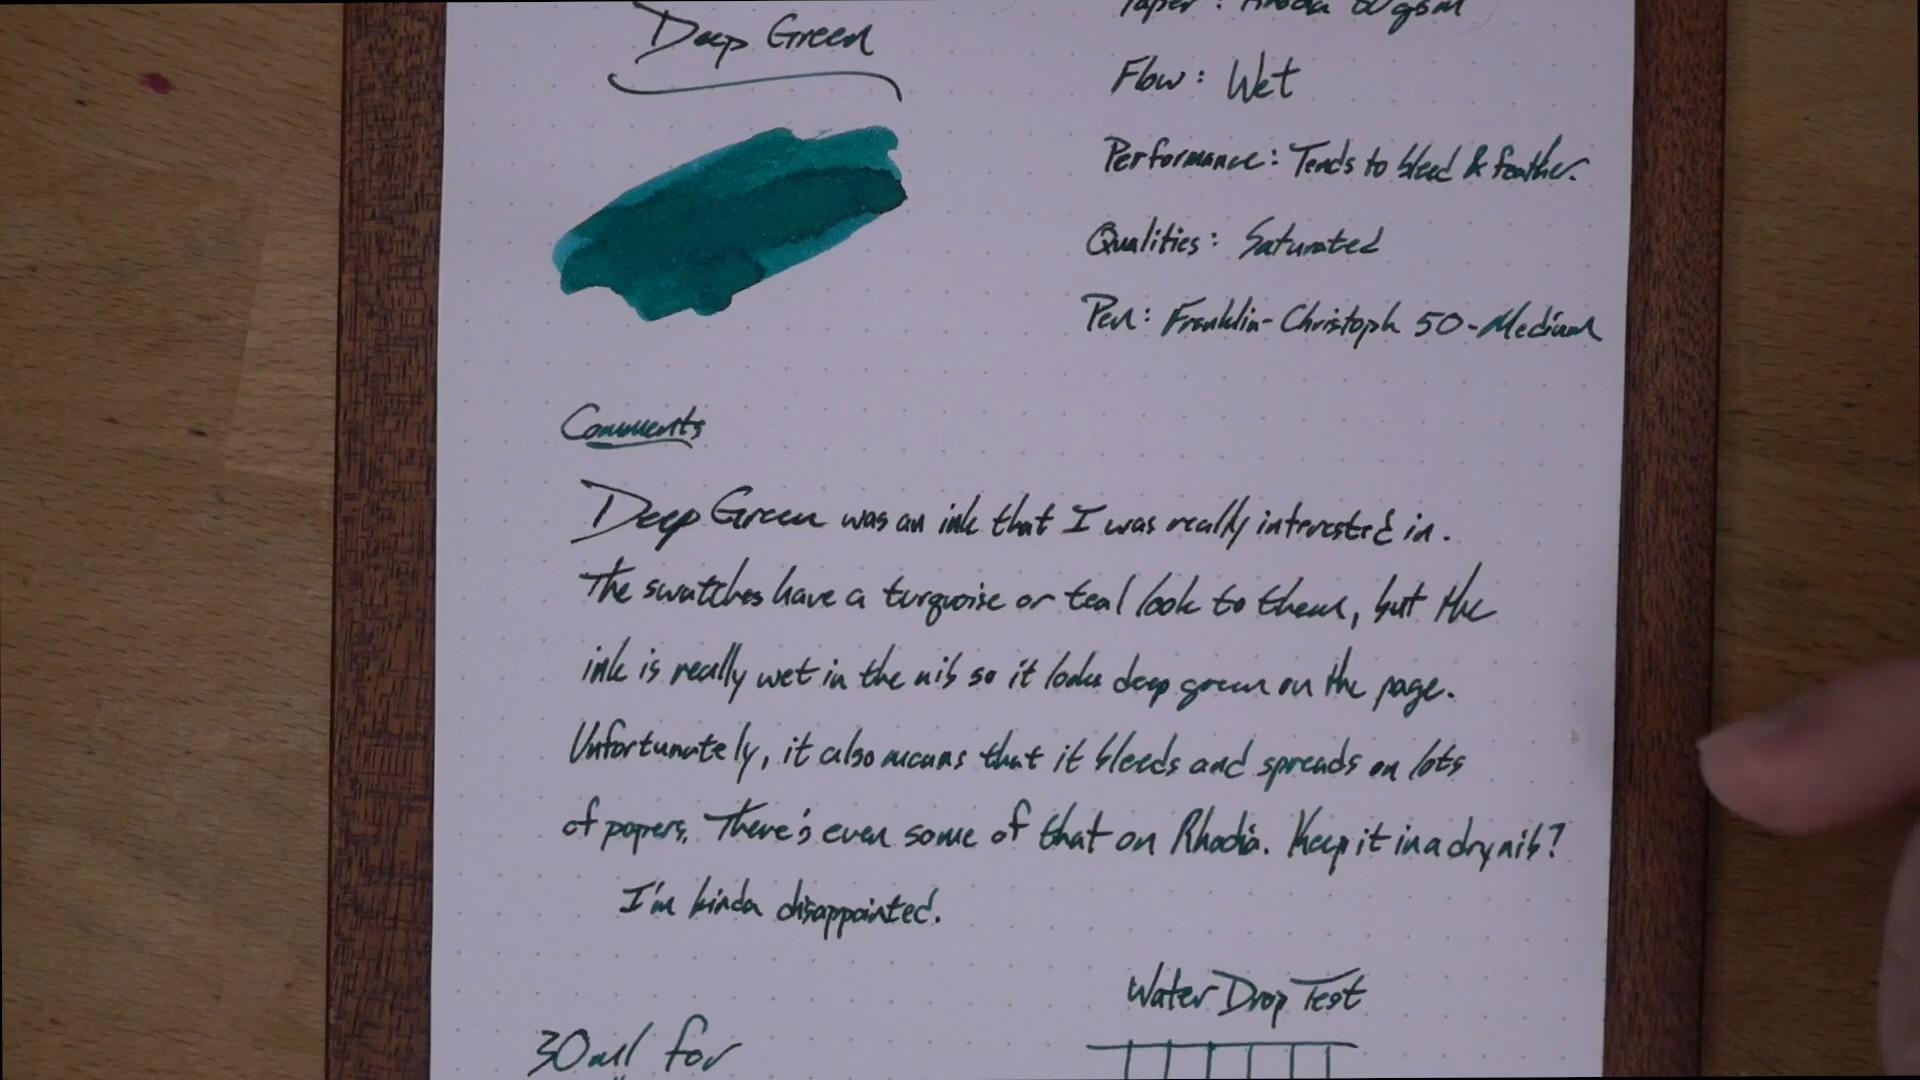 Deep Green
Paper: Rhodia 80gsm
Flow: Wet
Performance: Tends to bleed & feather.
Qualities: Saturated
Pen: Franklin-Christoph 50-Medium
Comments
Deep Green was an ink that I was really interested in.
The swatches have a turquoise or teal look to them, but the
ink is really wet in the nib so it looks deep green on the page.
Unfortunately, it also means that it bleeds and spreads on lots
of papers. There's even some of that on Rhodia. Keep it in a dry nib?
I'm kinda disappointed.
Water Drop Test
30ml for